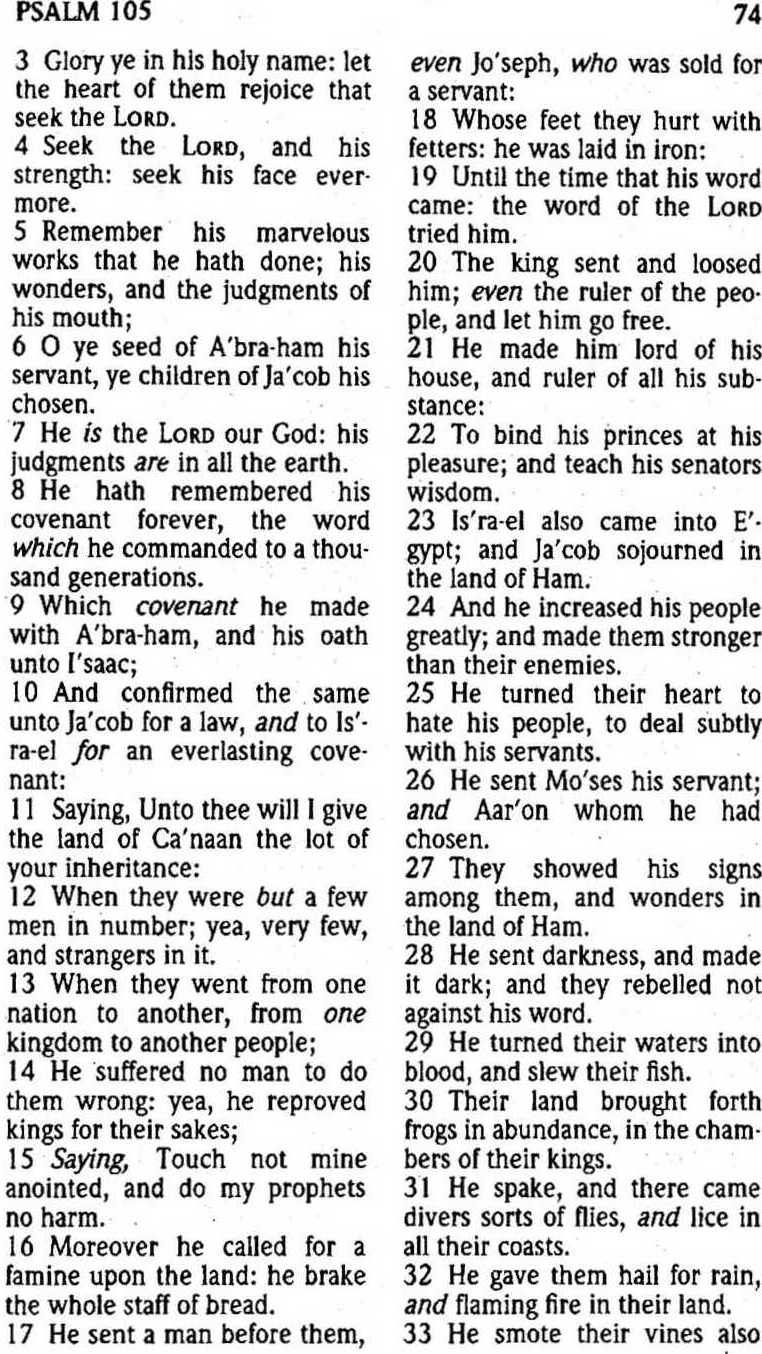 PSALM 105
74
3 Glory ye in his holy name: let
the heart of them rejoice that
seek the LORD.
4 Seek the LORD, and his
strength: seek his face ever-
more.
5 Remember his marvelous
works that he hath done; his
wonders, and the judgments of
his mouth;
6 O ye seed of A'bra-ham his
servant, ye children of Ja'cob his
chosen.
7 He is the LORD our God: his
judgments are in all the earth.
8 He hath remembered his
covenant forever, the word
which he commanded to a thou-
sand generations.
9 Which covenant he made
with A'bra-ham, and his oath
unto I'saac;
10 And confirmed the same
unto Ja'cob for a law, and to Is'-
ra-el for an everlasting cove-
nant:
11 Saying, Unto thee will I give
the land of Ca'naan the lot of
your inheritance:
12 When they were but a few
men in number; yea, very few,
and strangers in it.
13 When they went from one
nation to another, from one
kingdom to another people;
14 He suffered no man to do
them wrong: yea, he reproved
kings for their sakes;
15 Saying, Touch not mine
anointed, and do my prophets
no harm.
16 Moreover he called for a
famine upon the land: he brake
the whole staff of bread.
17 He sent a man before them,
even Jo'seph, who was sold for
a servant:
18 Whose feet they hurt with
fetters: he was laid in iron:
19 Until the time that his word
came: the word of the LORD
tried him.
20 The king sent and loosed
him; even the ruler of the peo-
ple, and let him go free.
21 He made him lord of his
house, and ruler of all his sub-
stance:
22 To bind his princes at his
pleasure; and teach his senators
wisdom.
23 Is'ra-el also came into E'-
gypt; and Ja'cob sojourned in
the land of Ham.
24 And he increased his people
greatly; and made them stronger
than their enemies.
25 He turned their heart to
hate his people, to deal subtly
with his servants.
26 He sent Mo'ses his servant;
and Aar'on whom he had
chosen.
27 They showed his signs
among them, and wonders in
the land of Ham.
28 He sent darkness, and made
it dark; and they rebelled not
against his word.
29 He turned their waters into
blood, and slew their fish.
30 Their land brought forth
frogs in abundance, in the cham-
bers of their kings.
31 He spake, and there came
divers sorts of flies, and lice in
all their coasts.
32 He gave them hail for rain,
and flaming fire in their land.
33 He smote their vines also